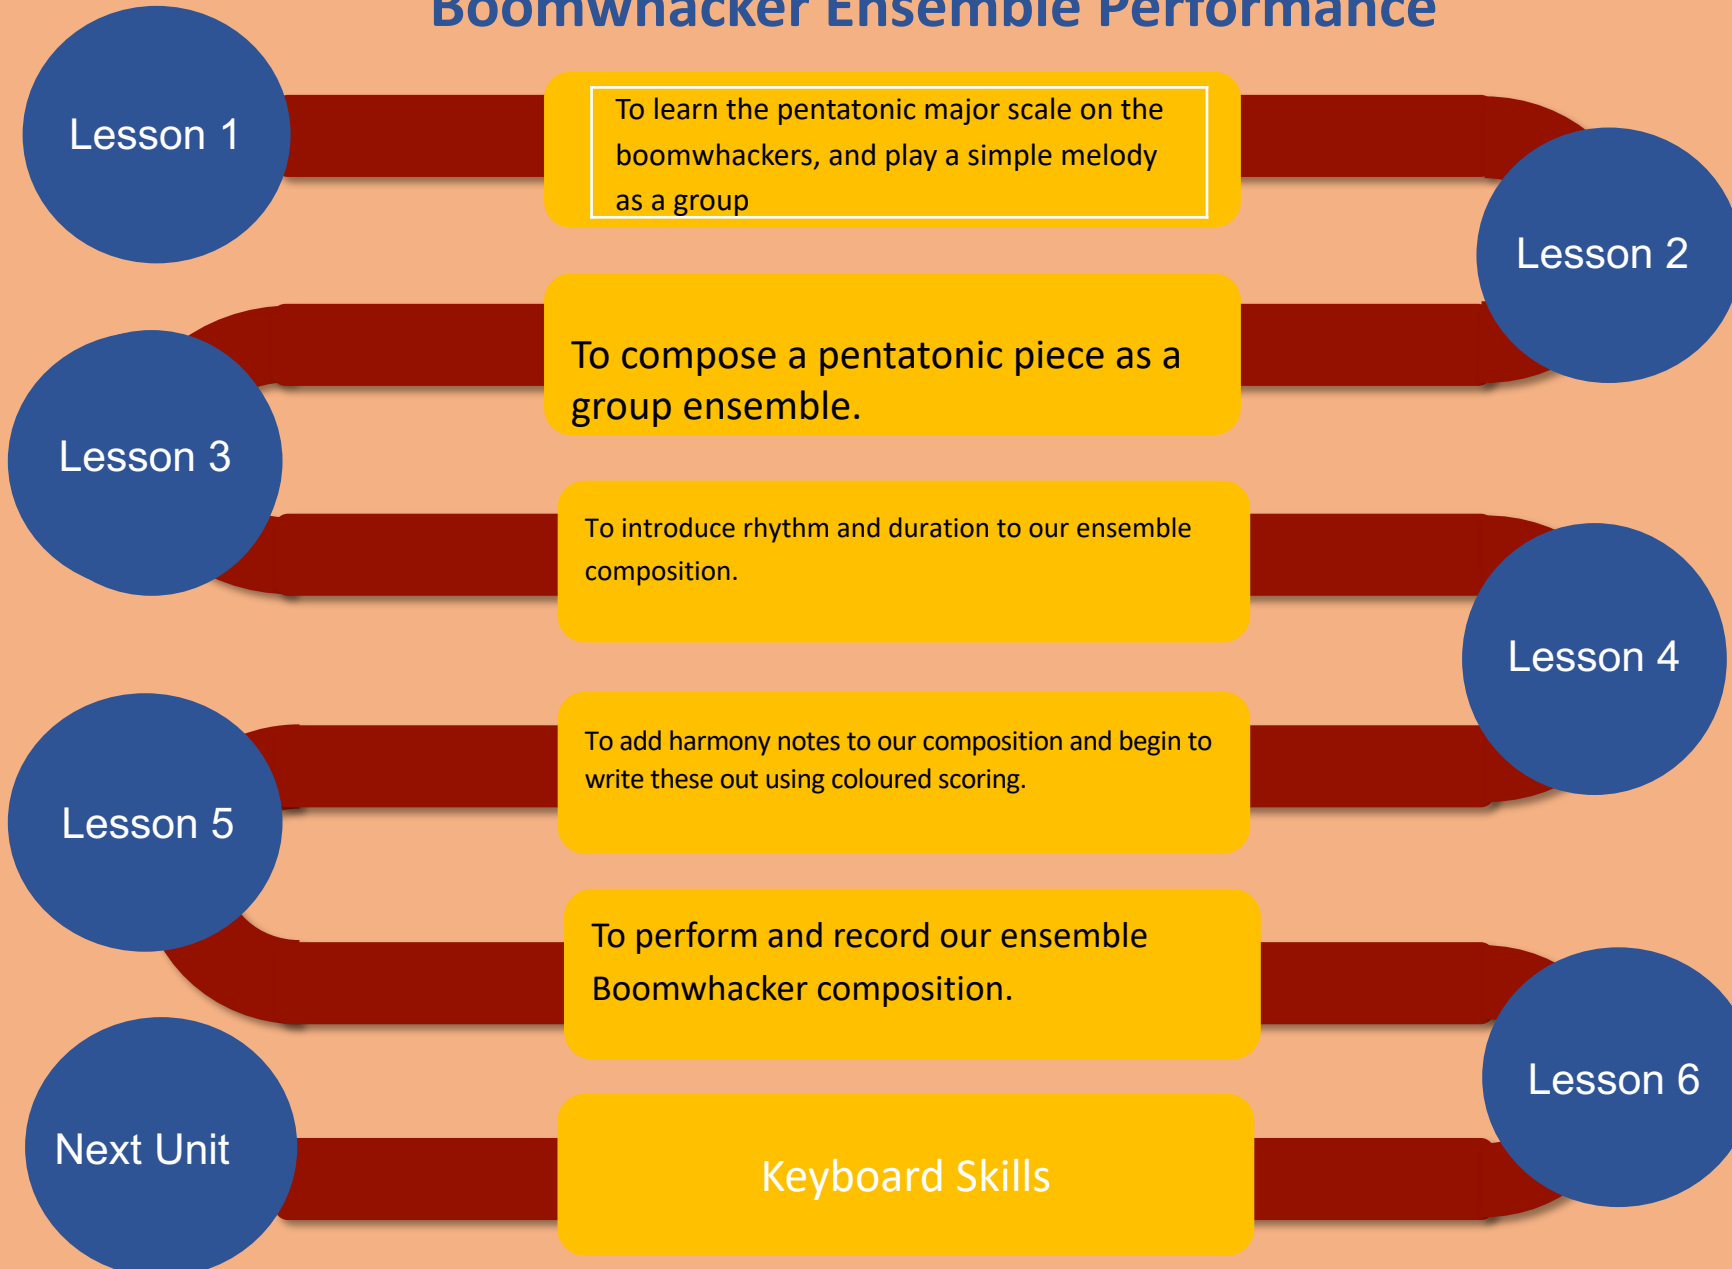 Boomwhacker Ensemble Performance
Lesson 1
To learn the pentatonic major scale on the
boomwhackers, and play a simple melody
as a group
Lesson 2
To compose a pentatonic piece as a
group ensemble.
Lesson 3
To introduce rhythm and duration to our ensemble
composition.
Lesson 4
To add harmony notes to our composition and begin to
write these out using coloured scoring.
Lesson 5
To perform and record our ensemble
Boomwhacker composition.
Lesson 6
Keyboard Skills
Next Unit